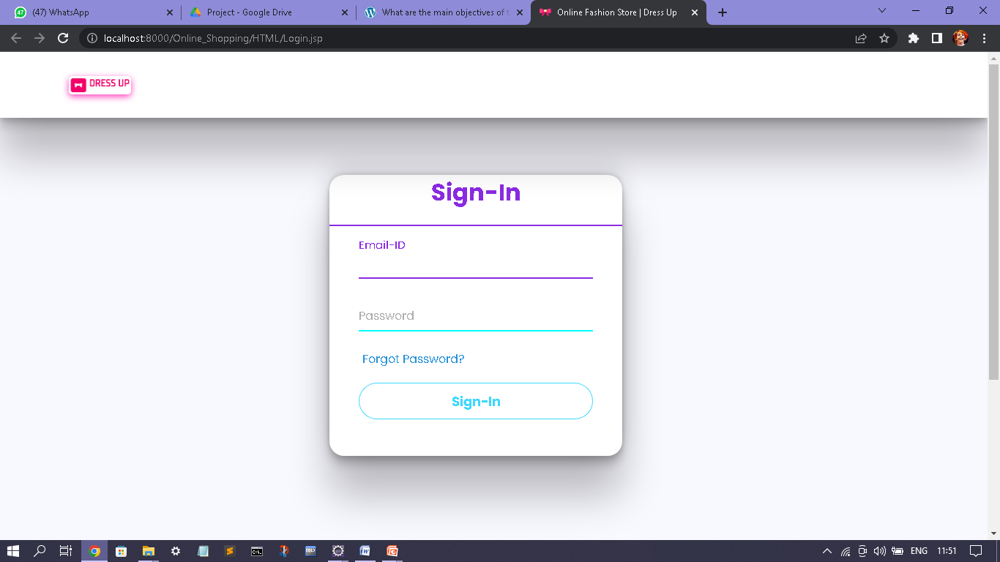 (47) WhatsApp
Project - Google Drive
What are the main objectives of t
Online Fashion Store | Dress Up
localhost:8000/Online_Shopping/HTML/Login.jsp
DRESS UP
Sign-In
Email-ID
Password
Forgot Password?
Sign-In
ENG
11:51